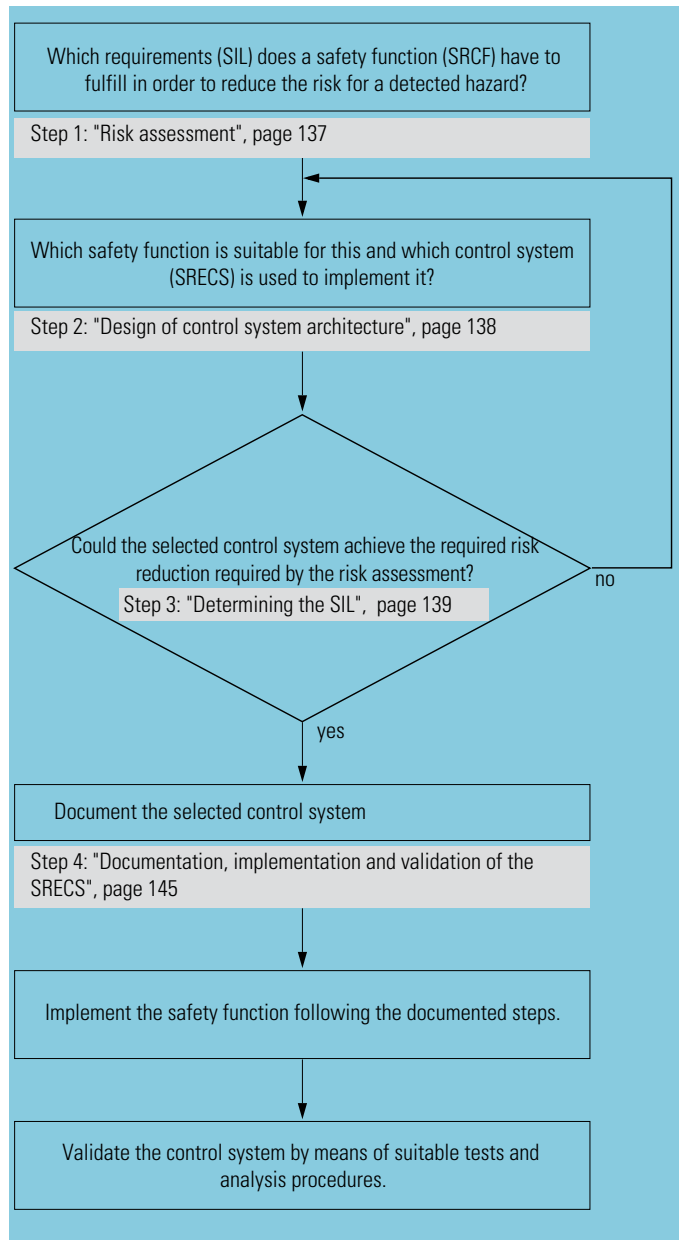 Which requirements (SIL) does a safety function (SRCF) have to
fulfill in order to reduce the risk for a detected hazard?
Step 1: "Risk assessment", page 137
Which safety function is suitable for this and which control system
(SRECS) is used to implement it?
Step 2: "Design of control system architecture", page 138
Could the selected control system achieve the required risk
reduction required by the risk assessment?
Step 3: "Determining the SIL", page 139
no
yes
Document the selected control system
Step 4: "Documentation, implementation and validation of the
SRECS", page 145
Implement the safety function following the documented steps.
Validate the control system by means of suitable tests and
analysis procedures.